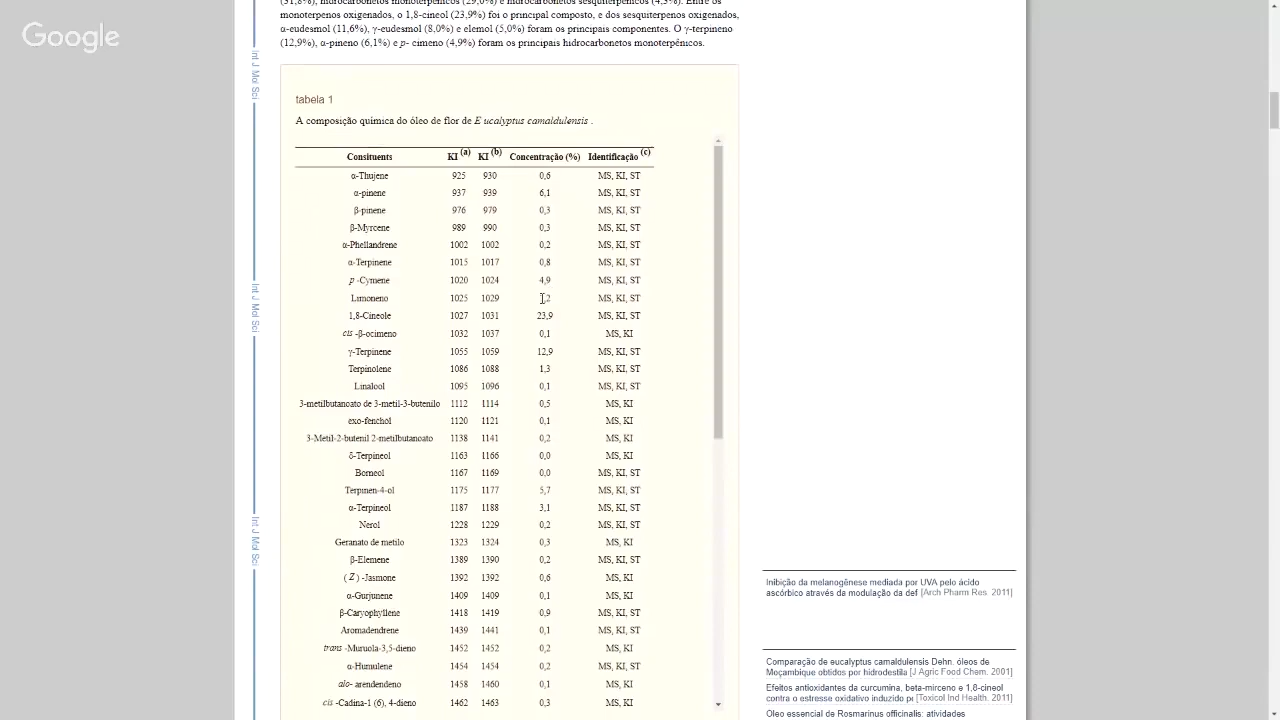 Google
(31,8%), hidrocarbonetos monoterpênicos (29,0%) e hidrocarbonetos sesquiterpênicos (4,3%). Entre os
monoterpenos oxigenados, o 1,8-cineol (23,9%) foi o principal composto, e dos sesquiterpenos oxigenados,
α-eudesmol (11,6%), γ-eudesmol (8,0%) e elemol (5,0%) foram os principais componentes. O γ-terpineno
(12,9%), α-pineno (6,1%) e p- cimeno (4,9%) foram os principais hidrocarbonetos monoterpênicos.
Int J Mol Sci
Int J Mol Sci
Int J Mol Sci
tabela 1
A composição química do óleo de flor de E ucalyptus camaldulensis .
Consituents KI (a) KI (b) Concentração (%) Identificação (c)
α-Thujene 925 930 0,6 MS, KI, ST
α-pinene 937 939 6,1 MS, KI, ST
β-pinene 976 979 0,3 MS, KI, ST
β-Myrcene 989 990 0,3 MS, KI, ST
α-Phellandrene 1002 1002 0,2 MS, KI, ST
α-Terpinene 1015 1017 0,8 MS, KI, ST
p -Cymene 1020 1024 4,9 MS, KI, ST
Limoneno 1025 1029 ,2 MS, KI, ST
1,8-Cineole 1027 1031 23,9 MS, KI, ST
cis -β-ocimeno 1032 1037 0,1 MS, KI
γ-Terpinene 1055 1059 12,9 MS, KI, ST
Terpinolene 1086 1088 1,3 MS, KI, ST
Linalool 1095 1096 0,1 MS, KI, ST
3-metilbutanoato de 3-metil-3-butenilo 1112 1114 0,5 MS, KI
exo-fenchol 1120 1121 0,1 MS, KI
3-Metil-2-butenil 2-metilbutanoato 1138 1141 0,2 MS, KI
δ-Terpineol 1163 1166 0,0 MS, KI
Borneol 1167 1169 0,0 MS, KI, ST
Terpinen-4-ol 1175 1177 5,7 MS, KI, ST
α-Terpineol 1187 1188 3,1 MS, KI, ST
Nerol 1228 1229 0,2 MS, KI, ST
Geranato de metilo 1323 1324 0,3 MS, KI
β-Elemene 1389 1390 0,2 MS, KI, ST
( Z ) -Jasmone 1392 1392 0,6 MS, KI
α-Gurjunene 1409 1409 0,1 MS, KI
β-Caryophyllene 1418 1419 0,9 MS, KI, ST
Aromadendrene 1439 1441 0,1 MS, KI, ST
trans -Muurola-3,5-dieno 1452 1452 0,2 MS, KI
α-Humulene 1454 1454 0,2 MS, KI, ST
alo- arendendeno 1458 1460 0,1 MS, KI
cis -Cadina-1 (6), 4-dieno 1462 1463 0,3 MS, KI
Inibição da melanogênese mediada por UVA pelo ácido
ascórbico através da modulação da def [Arch Pharm Res. 2011]
Comparação de eucalyptus camaldulensis Dehn. óleos de
Moçambique obtidos por hidrodestila [J Agric Food Chem. 2001]
Efeitos antioxidantes da curcumina, beta-mirceno e 1,8-cineol
contra o estresse oxidativo induzido p [Toxicol Ind Health. 2011]
Óleo essencial de Rosmarinus officinalis: atividades